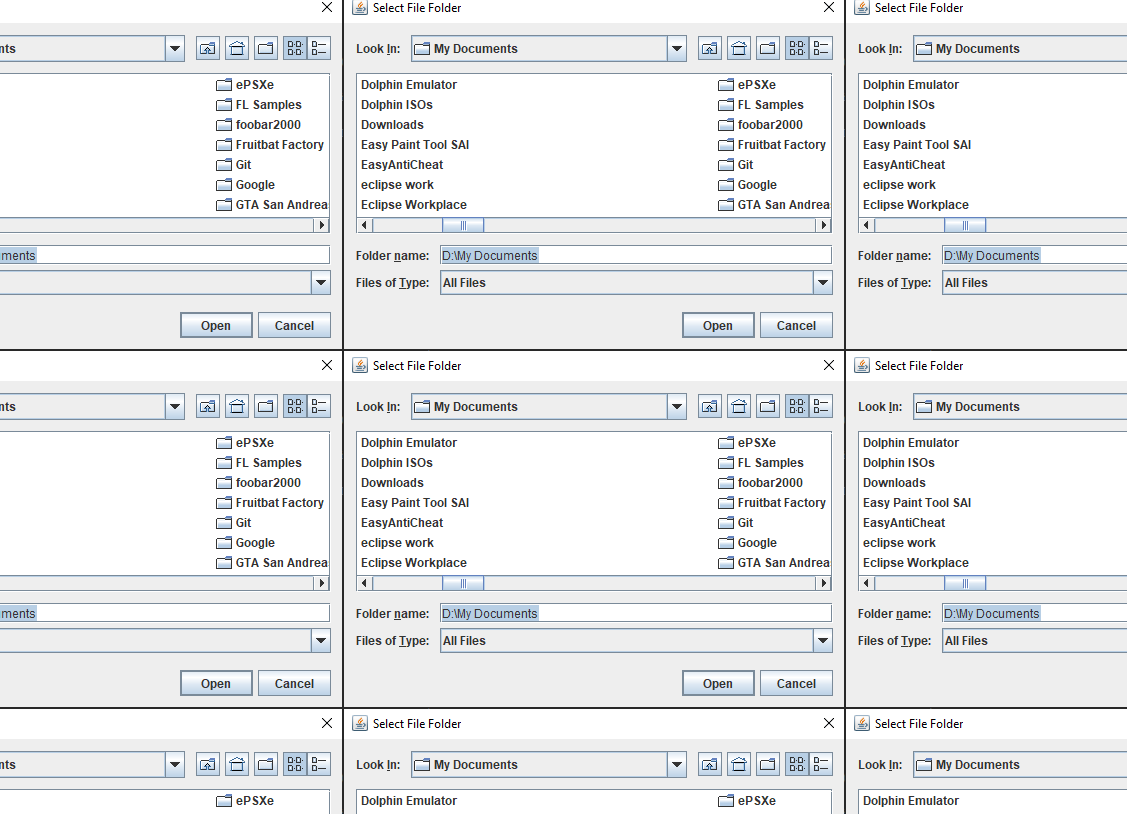 Select File Folder Select File Folder
nts Look In: My Documents Look In: My Documents
ePSXe Dolphin Emulator ePSXe Dolphin Emulator
FL Samples Dolphin ISOs FL Samples Dolphin ISOs
foobar2000 Downloads foobar2000 Downloads
Fruitbat Factory Easy Paint Tool SAI Fruitbat Factory Easy Paint Tool SAI
Git EasyAntiCheat Git EasyAntiCheat
Google eclipse work Google eclipse work
GTA San Andrea Eclipse Workplace GTA San Andrea Eclipse Workplace
ments Folder name: D:\My Documents Folder name: D:\My Documents
Files of Type: All Files Files of Type: All Files
Open Cancel Open Cancel
Select File Folder Select File Folder
nts Look In: My Documents Look In: My Documents
ePSXe Dolphin Emulator ePSXe Dolphin Emulator
FL Samples Dolphin ISOs FL Samples Dolphin ISOs
foobar2000 Downloads foobar2000 Downloads
Fruitbat Factory Easy Paint Tool SAI Fruitbat Factory Easy Paint Tool SAI
Git EasyAntiCheat Git EasyAntiCheat
Google eclipse work Google eclipse work
GTA San Andrea Eclipse Workplace GTA San Andrea Eclipse Workplace
ments Folder name: D:\My Documents Folder name: D:\My Documents
Files of Type: All Files Files of Type: All Files
Open Cancel Open Cancel
Select File Folder Select File Folder
nts Look In: My Documents Look In: My Documents
ePSXe Dolphin Emulator ePSXe Dolphin Emulator